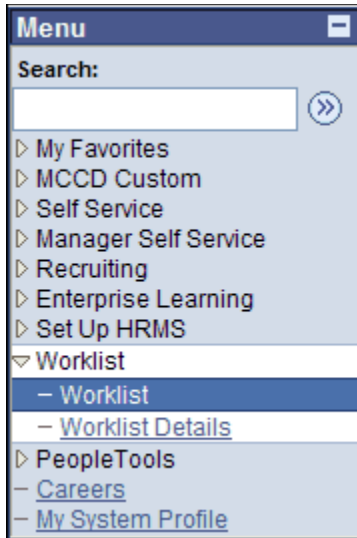 Menu
Search:
My Favorites
MCCD Custom
Self Service
Manager Self Service
Recruiting
Enterprise Learning
Set Up HRMS
Worklist
– Worklist
– Worklist Details
PeopleTools
– Careers
– My System Profile